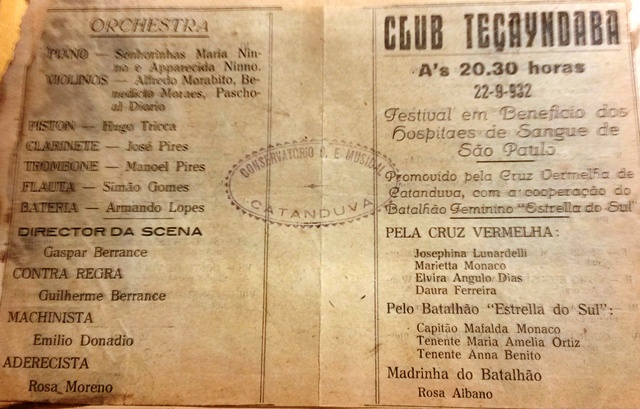 ORCHESTRA
PIANO — Senhorinhas Maria Nin-
no e Apparecida Ninno.
VIOLINOS — Alfredo Morabito, Be-
nedicto Moraes, Pascho-
al Diorio
PISTON — Hugo Tricca
CLARINETE — José Pires
TROMBONE — Manoel Pires
FLAUTA — Simão Gomes
BATERIA — Armando Lopes
DIRECTOR DA SCENA
Gaspar Berrance
CONTRA REGRA
Guilherme Berrance
MACHINISTA
Emilio Donadio
ADERECISTA
Rosa Moreno
CONSERVATORIO D. E MUSICAL
CATANDUVA
CLUB TEÇAYNDABA
A's 20.30 horas
22-9-932
Festival em Beneficio dos
Hospitaes de Sangue de
São Paulo
Promovido pela Cruz Vermelha de
Catanduva, com a cooperação do
Batalhão Feminino "Estrella do Sul"
PELA CRUZ VERMELHA:
Josephina Lunardelli
Marietta Monaco
Elvira Angulo Dias
Daura Ferreira
Pelo Batalhão "Estrella do Sul":
Capitão Mafalda Monaco
Tenente Maria Amelia Ortiz
Tenente Anna Benito
Madrinha do Batalhão
Rosa Albano